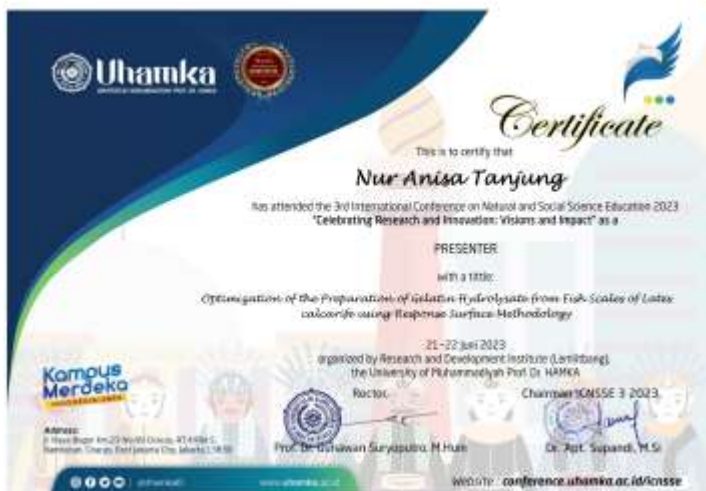 Uhamka
Certificate
This is to certify that
Nur Anisa Tanjung
has attended the 3rd International Conference on Natural and Social Science Education 2023
"Celebrating Research and Innovation: Visions and Impact" as a
PRESENTER
with a tittle:
Optimization of the Preparation of Gelatin Hydrolysate from Fish Scales of Lates
calcarife using Response Surface Methodology
21-22 Juni 2023
organized by Research and Development Institute (Lemlitbang),
the University of Muhammadiyah Prof. Dr. HAMKA
Rector,
Chairman ICNSSE 3 2023,
Kampus
Merdeka
Prof. Dr. Gunawan Suryoputro, M.Hum
Dr. Apt. Supandi, M.Si
Address:
www.uhamka.ac.id
Website : conference.uhamka.ac.id/icnsse